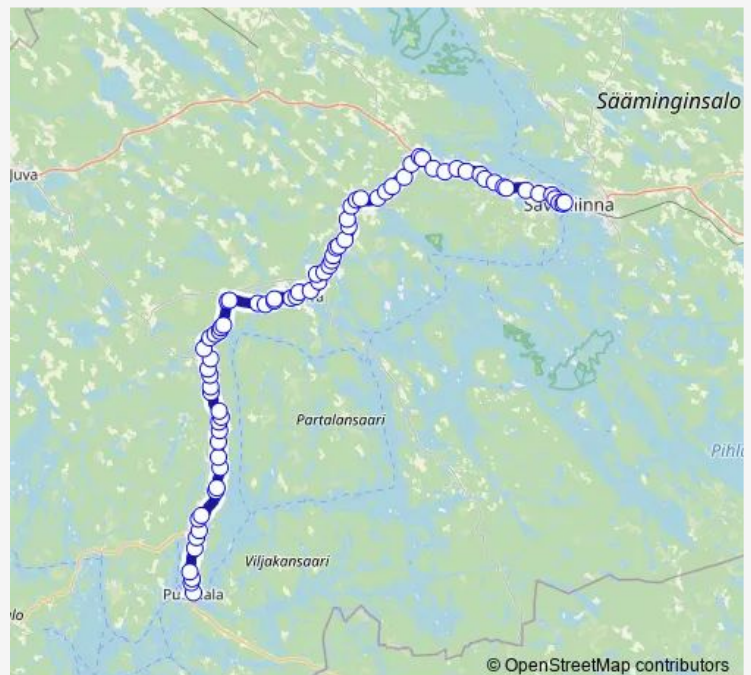 Sääminginsalo
Juva
Partalansaari
Pihl
Viljakansaari
© OpenStreetMap contributors